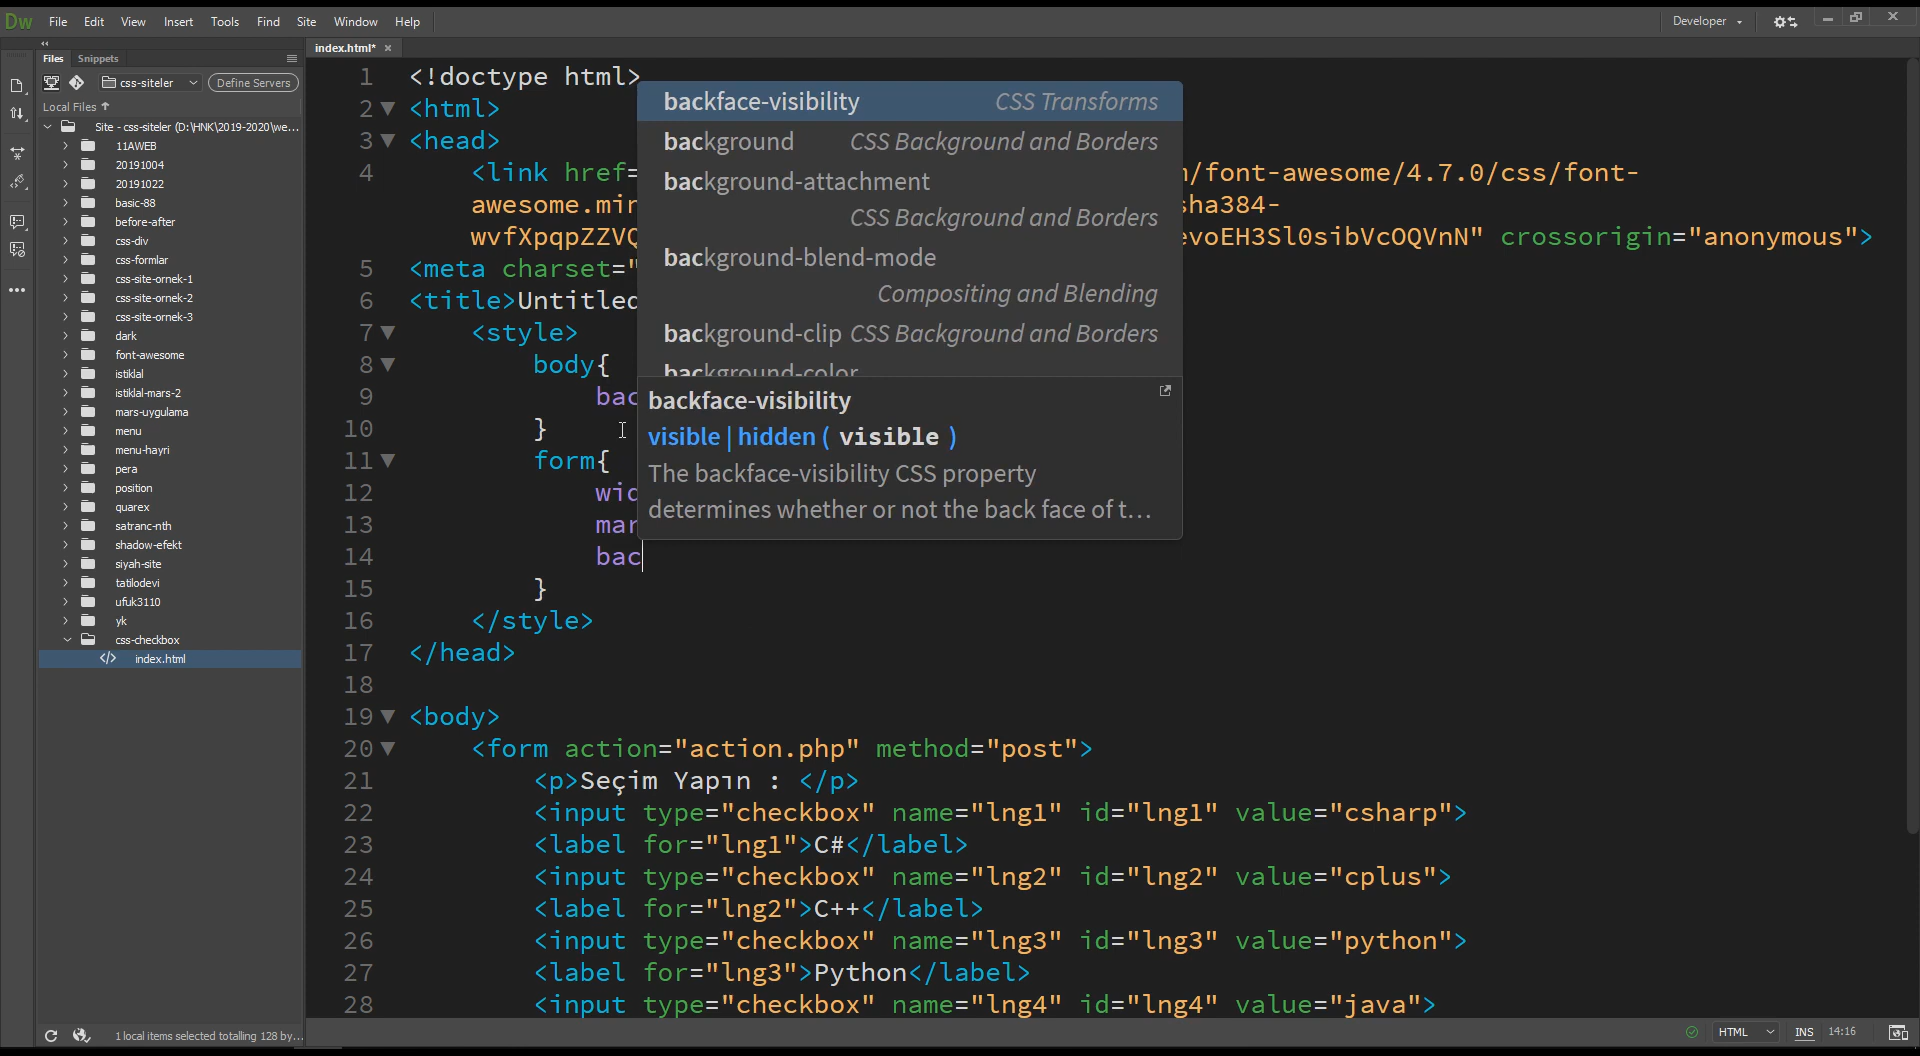 Dw File Edit View Insert Tools Find Site Window Help Developer
Files Snippets
index.html*
css-siteler Define Servers
Local Files
Site - css-siteler (D:\HNK\2019-2020\we...
11AWEB
20191004
20191022
basic-88
before-after
css-div
css-formlar
css-site-ornek-1
css-site-ornek-2
css-site-ornek-3
dark
font-awesome
istiklal
istiklal-mars-2
mars-uygulama
menu
menu-hayri
pera
position
quarex
satranc-nth
shadow-efekt
siyah-site
tatilodevi
ufuk3110
yk
css-checkbox
</> index.html
1 local items selected totalling 128 by...
1 <!doctype html>
2 <html>
3 <head>
4 <link href= n/font-awesome/4.7.0/css/font-
awesome.min sha384-
wvfXpqpZZVQ evoEH3Sl0sibVcOQVnN" crossorigin="anonymous">
5 <meta charset="
6 <title>Untitled
7 <style>
8 body{
9 bac
10 }
11 form{
12 wid
13 mar
14 bac
15 }
16 </style>
17 </head>
18
19 <body>
20 <form action="action.php" method="post">
21 <p>Seçim Yapın : </p>
22 <input type="checkbox" name="lng1" id="lng1" value="csharp">
23 <label for="lng1">C#</label>
24 <input type="checkbox" name="lng2" id="lng2" value="cplus">
25 <label for="lng2">C++</label>
26 <input type="checkbox" name="lng3" id="lng3" value="python">
27 <label for="lng3">Python</label>
28 <input type="checkbox" name="lng4" id="lng4" value="java">
backface-visibility CSS Transforms
background CSS Background and Borders
background-attachment
CSS Background and Borders
background-blend-mode
Compositing and Blending
background-clip CSS Background and Borders
background-color
backface-visibility
visible | hidden ( visible )
The backface-visibility CSS property
determines whether or not the back face of t...
HTML INS 14:16